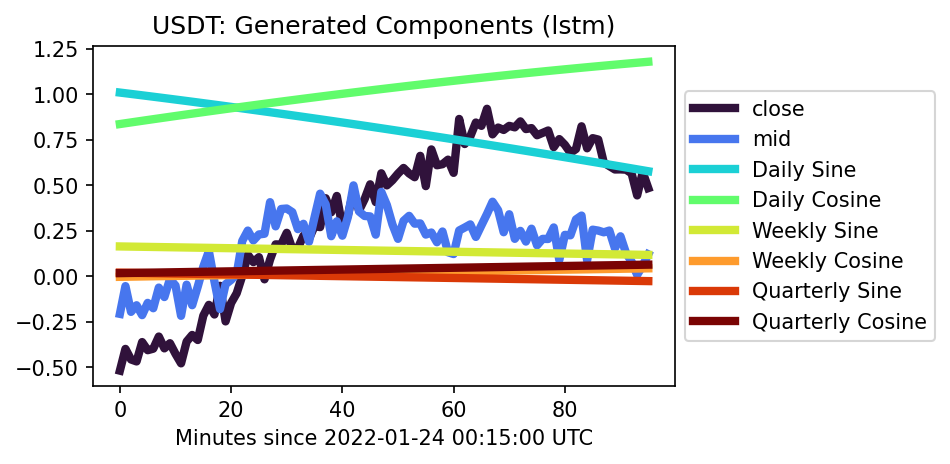 USDT: Generated Components (lstm)
1.25
1.00
0.75
0.50
0.25
0.00
−0.25
−0.50
0 20 40 60 80
Minutes since 2022-01-24 00:15:00 UTC
close
mid
Daily Sine
Daily Cosine
Weekly Sine
Weekly Cosine
Quarterly Sine
Quarterly Cosine